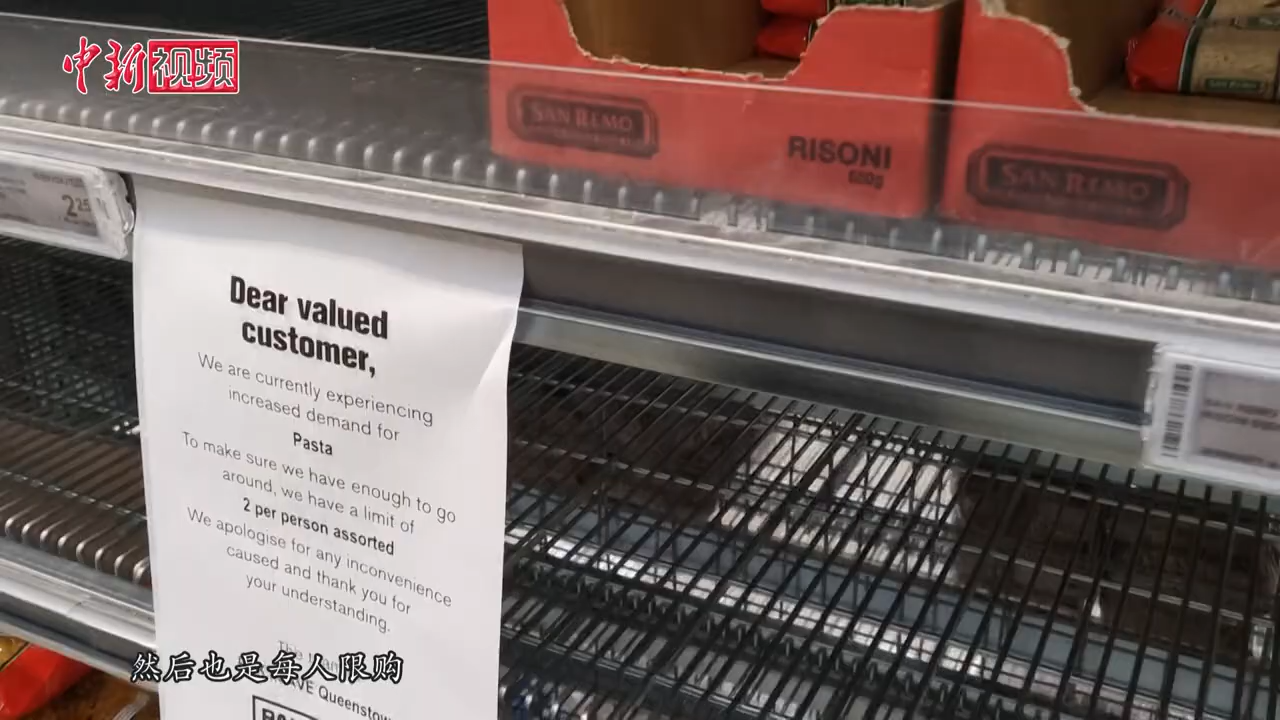 中新视频
SAN REMO
RISONI
500g
SAN REMO
SAN REMO
2.25
Dear valued
customer,
We are currently experiencing
increased demand for
Pasta
To make sure we have enough to go
around, we have a limit of
2 per person assorted
We apologise for any inconvenience
caused and thank you for
your understanding.
然后也是每人限购